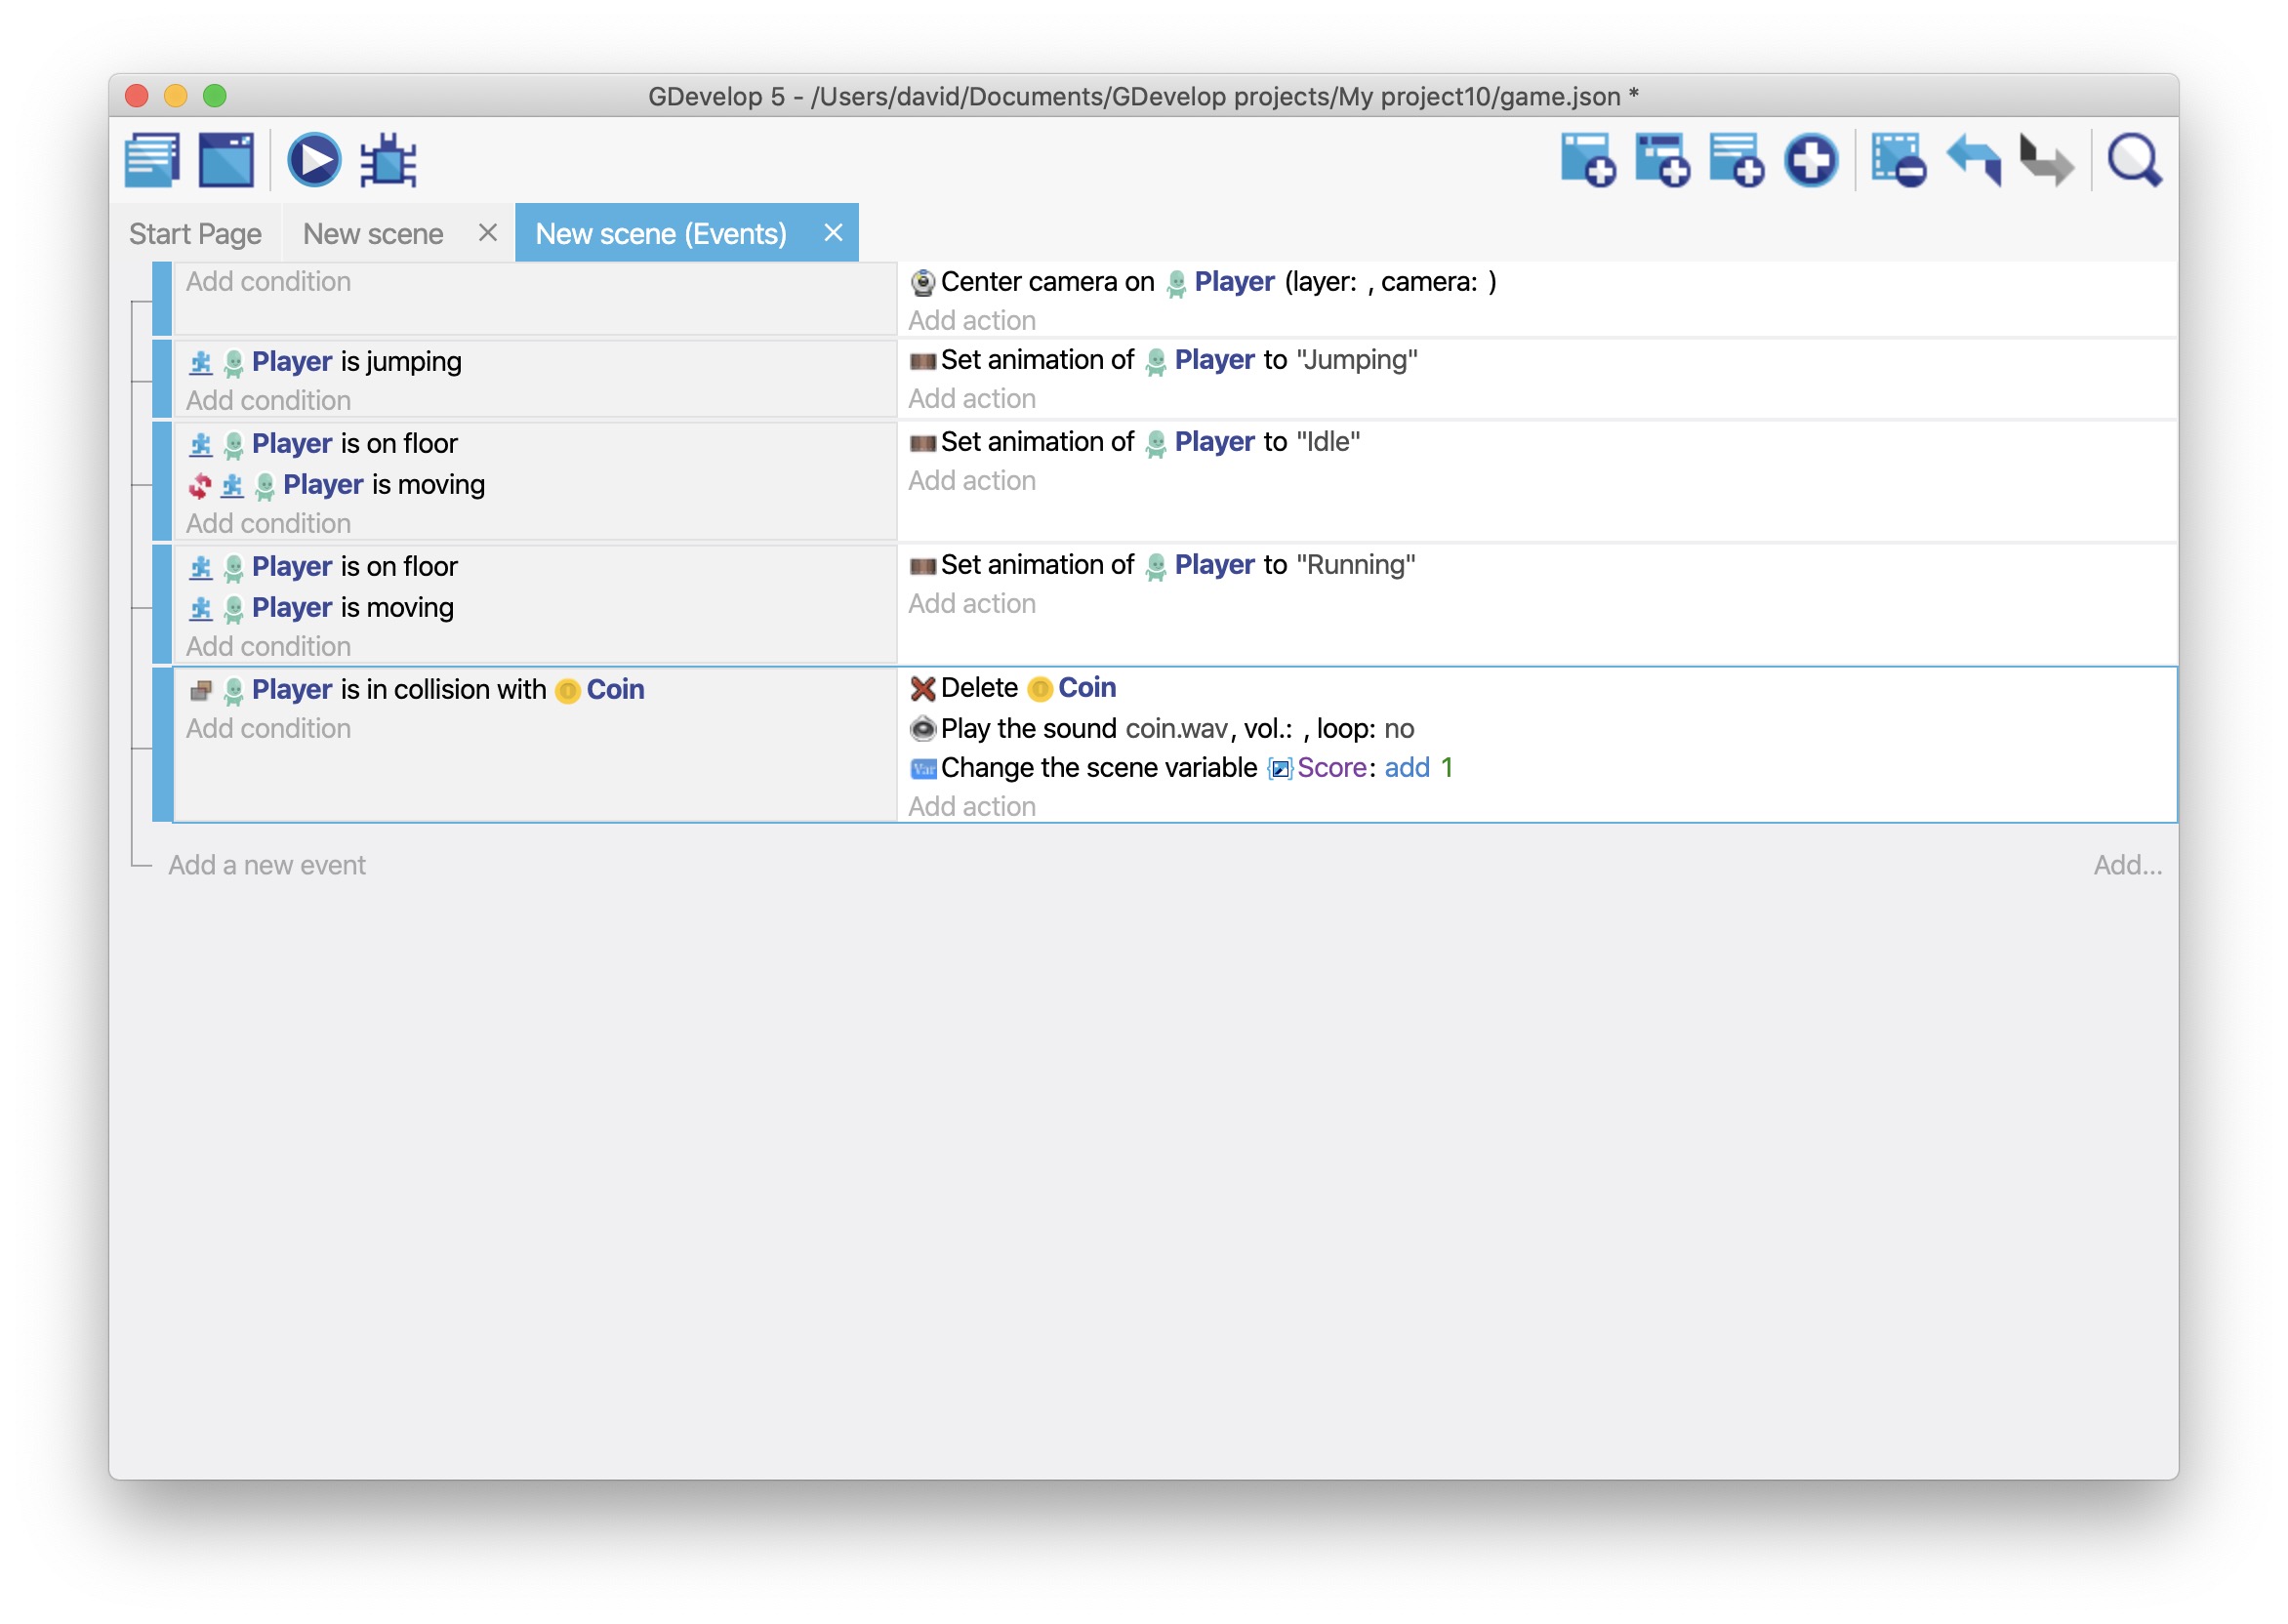 GDevelop 5 - /Users/david/Documents/GDevelop projects/My project10/game.json *
Start Page New scene New scene (Events)
Add condition
Center camera on Player (layer: , camera: )
Add action
Player is jumping
Add condition
Set animation of Player to "Jumping"
Add action
Player is on floor
Player is moving
Add condition
Set animation of Player to "Idle"
Add action
Player is on floor
Player is moving
Add condition
Set animation of Player to "Running"
Add action
Player is in collision with Coin
Add condition
Delete Coin
Play the sound coin.wav, vol.: , loop: no
Var Change the scene variable Score: add 1
Add action
Add a new event
Add...